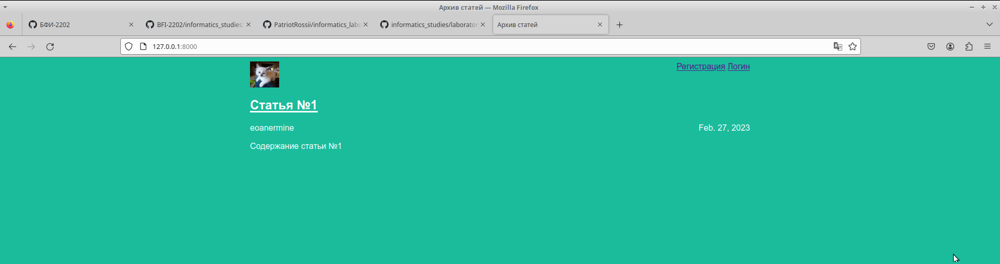 Архив статей — Mozilla Firefox
БФИ-2202
BFI-2202/informatics_studies
PatriotRossii/informatics_labo
informatics_studies/laborator
Архив статей
127.0.0.1:8000
Регистрация Логин
Статья №1
eoanermine Feb. 27, 2023
Содержание статьи №1